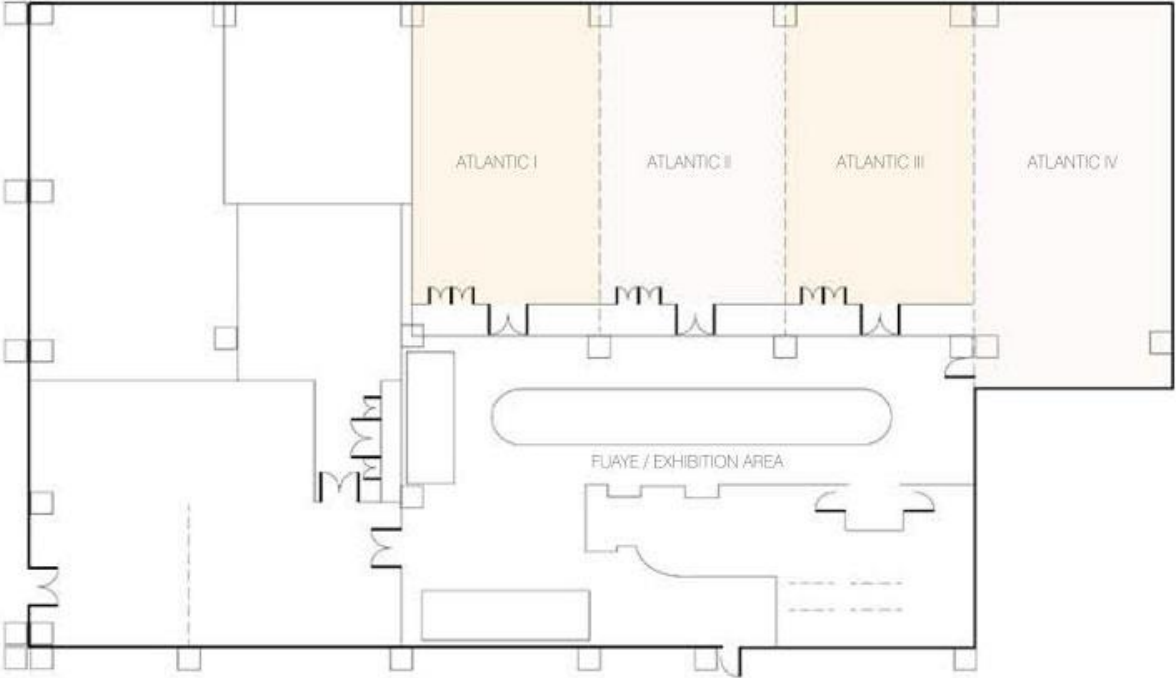 ATLANTIC I
ATLANTIC II
ATLANTIC III
ATLANTIC IV
FUAYE / EXHIBITION AREA